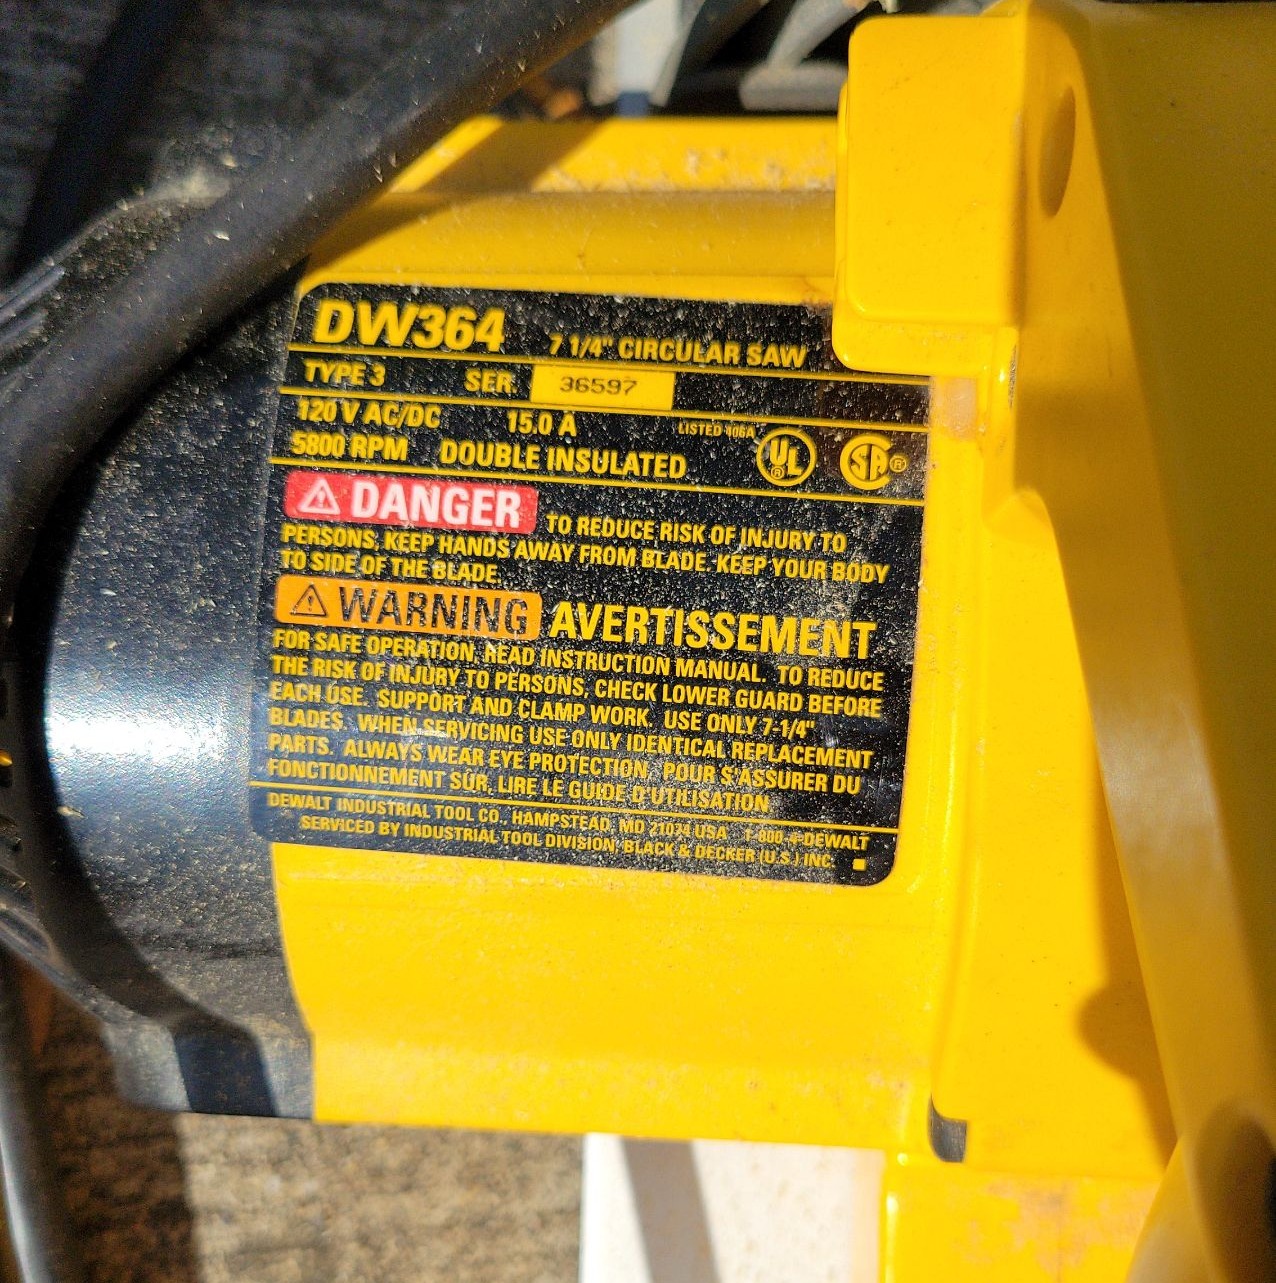 DW364 7 1/4" CIRCULAR SAW
TYPE 3 SER. 36597
120 V AC/DC 15.0 A LISTED 106A
5800 RPM DOUBLE INSULATED UL ® SA ®
DANGER TO REDUCE RISK OF INJURY TO
PERSONS, KEEP HANDS AWAY FROM BLADE. KEEP YOUR BODY
TO SIDE OF THE BLADE.
WARNING AVERTISSEMENT
FOR SAFE OPERATION, READ INSTRUCTION MANUAL. TO REDUCE
THE RISK OF INJURY TO PERSONS, CHECK LOWER GUARD BEFORE
EACH USE. SUPPORT AND CLAMP WORK. USE ONLY 7-1/4"
BLADES. WHEN SERVICING USE ONLY IDENTICAL REPLACEMENT
PARTS. ALWAYS WEAR EYE PROTECTION. POUR S'ASSURER DU
FONCTIONNEMENT SÛR, LIRE LE GUIDE D'UTILISATION
DEWALT INDUSTRIAL TOOL CO., HAMPSTEAD, MD 21074 USA 1-800-4-DEWALT
SERVICED BY INDUSTRIAL TOOL DIVISION, BLACK & DECKER (U.S.) INC.